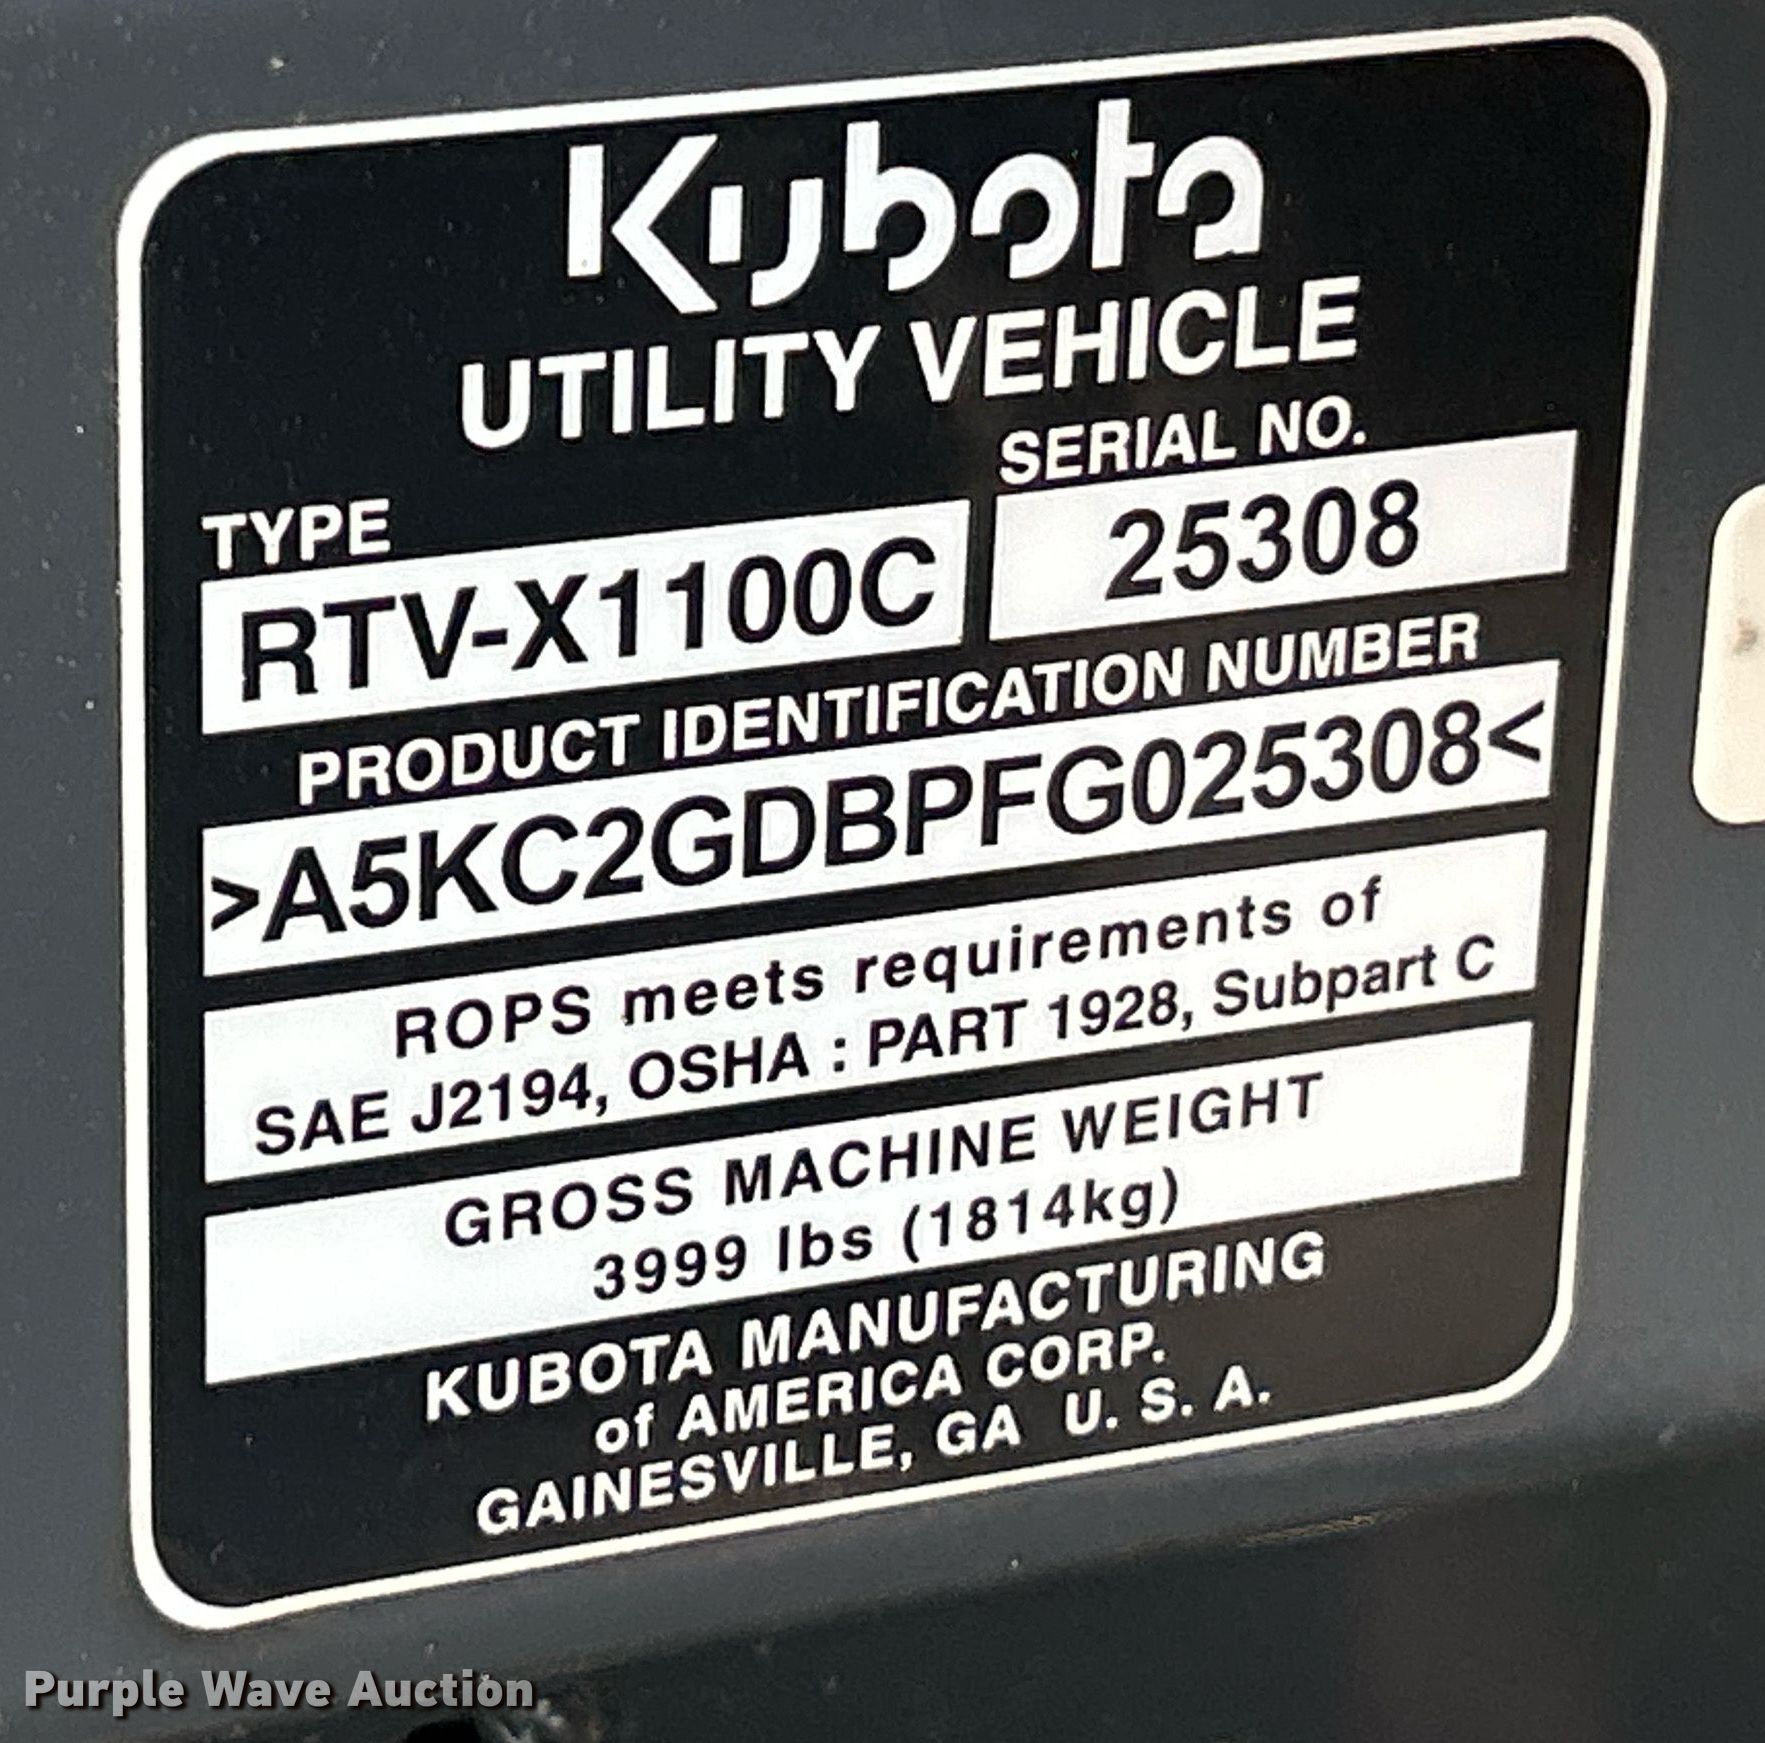 Kubota
UTILITY VEHICLE
TYPE
SERIAL NO.
RTV-X1100C
25308
PRODUCT IDENTIFICATION NUMBER
>A5KC2GDBPFG025308<
ROPS meets requirements of
SAE J2194, OSHA : PART 1928, Subpart C
GROSS MACHINE WEIGHT
3999 lbs (1814kg)
KUBOTA MANUFACTURING
of AMERICA CORP.
GAINESVILLE, GA U. S. A.
Purple Wave Auction